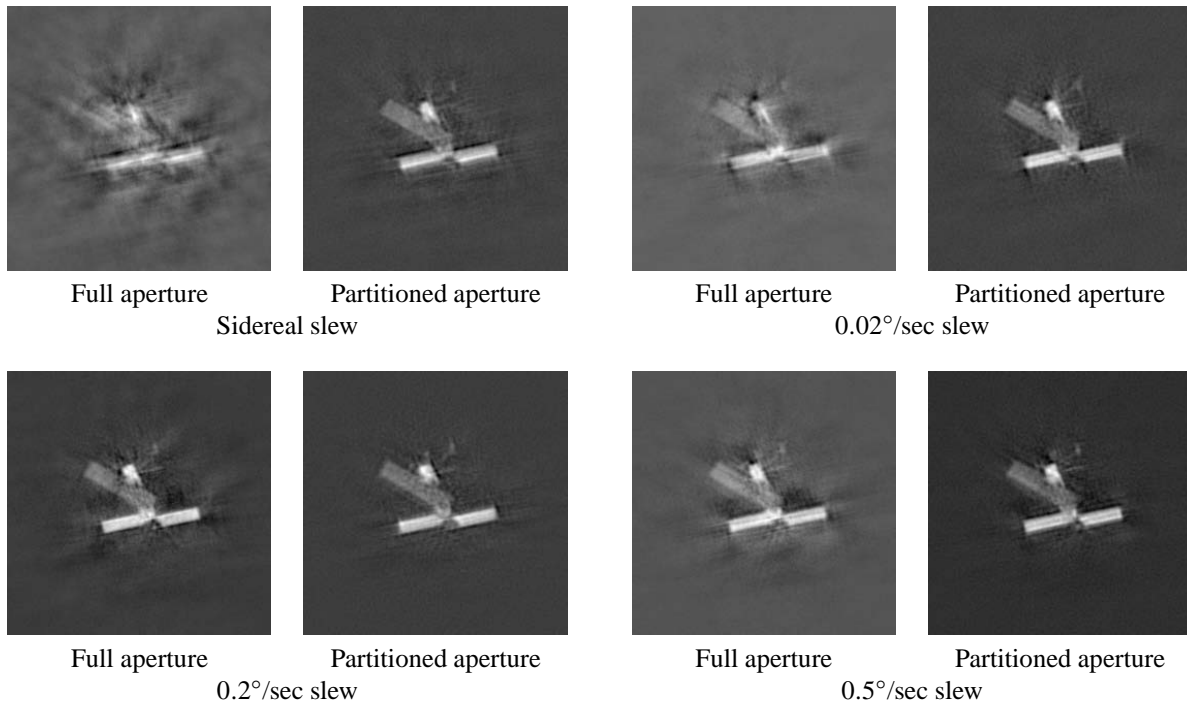 Full aperture Partitioned aperture Full aperture Partitioned aperture
Sidereal slew 0.02°/sec slew
Full aperture Partitioned aperture Full aperture Partitioned aperture
0.2°/sec slew 0.5°/sec slew